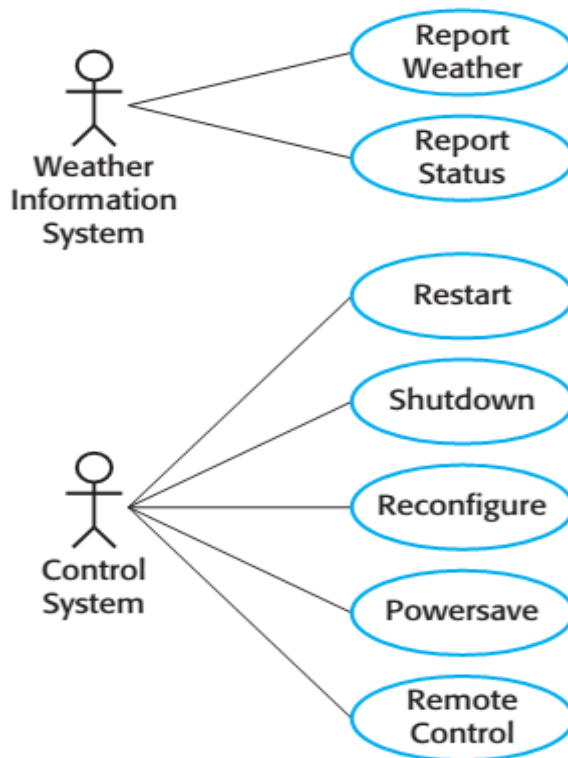 Report
Weather
Report
Status
Weather
Information
System
Restart
Shutdown
Reconfigure
Powersave
Remote
Control
Control
System